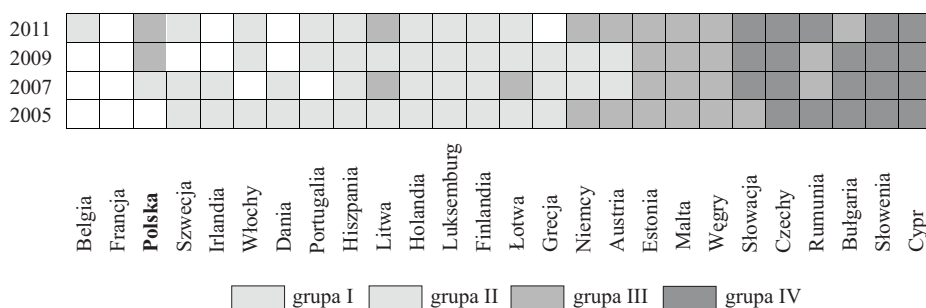 2011
2009
2007
2005
Belgia
Francja
Polska
Szwecja
Irlandia
Włochy
Dania
Portugalia
Hiszpania
Litwa
Holandia
Luksemburg
Finlandia
Łotwa
Grecja
Niemcy
Austria
Estonia
Malta
Węgry
Słowacja
Czechy
Rumunia
Bułgaria
Słowenia
Cypr
grupa I grupa II grupa III grupa IV